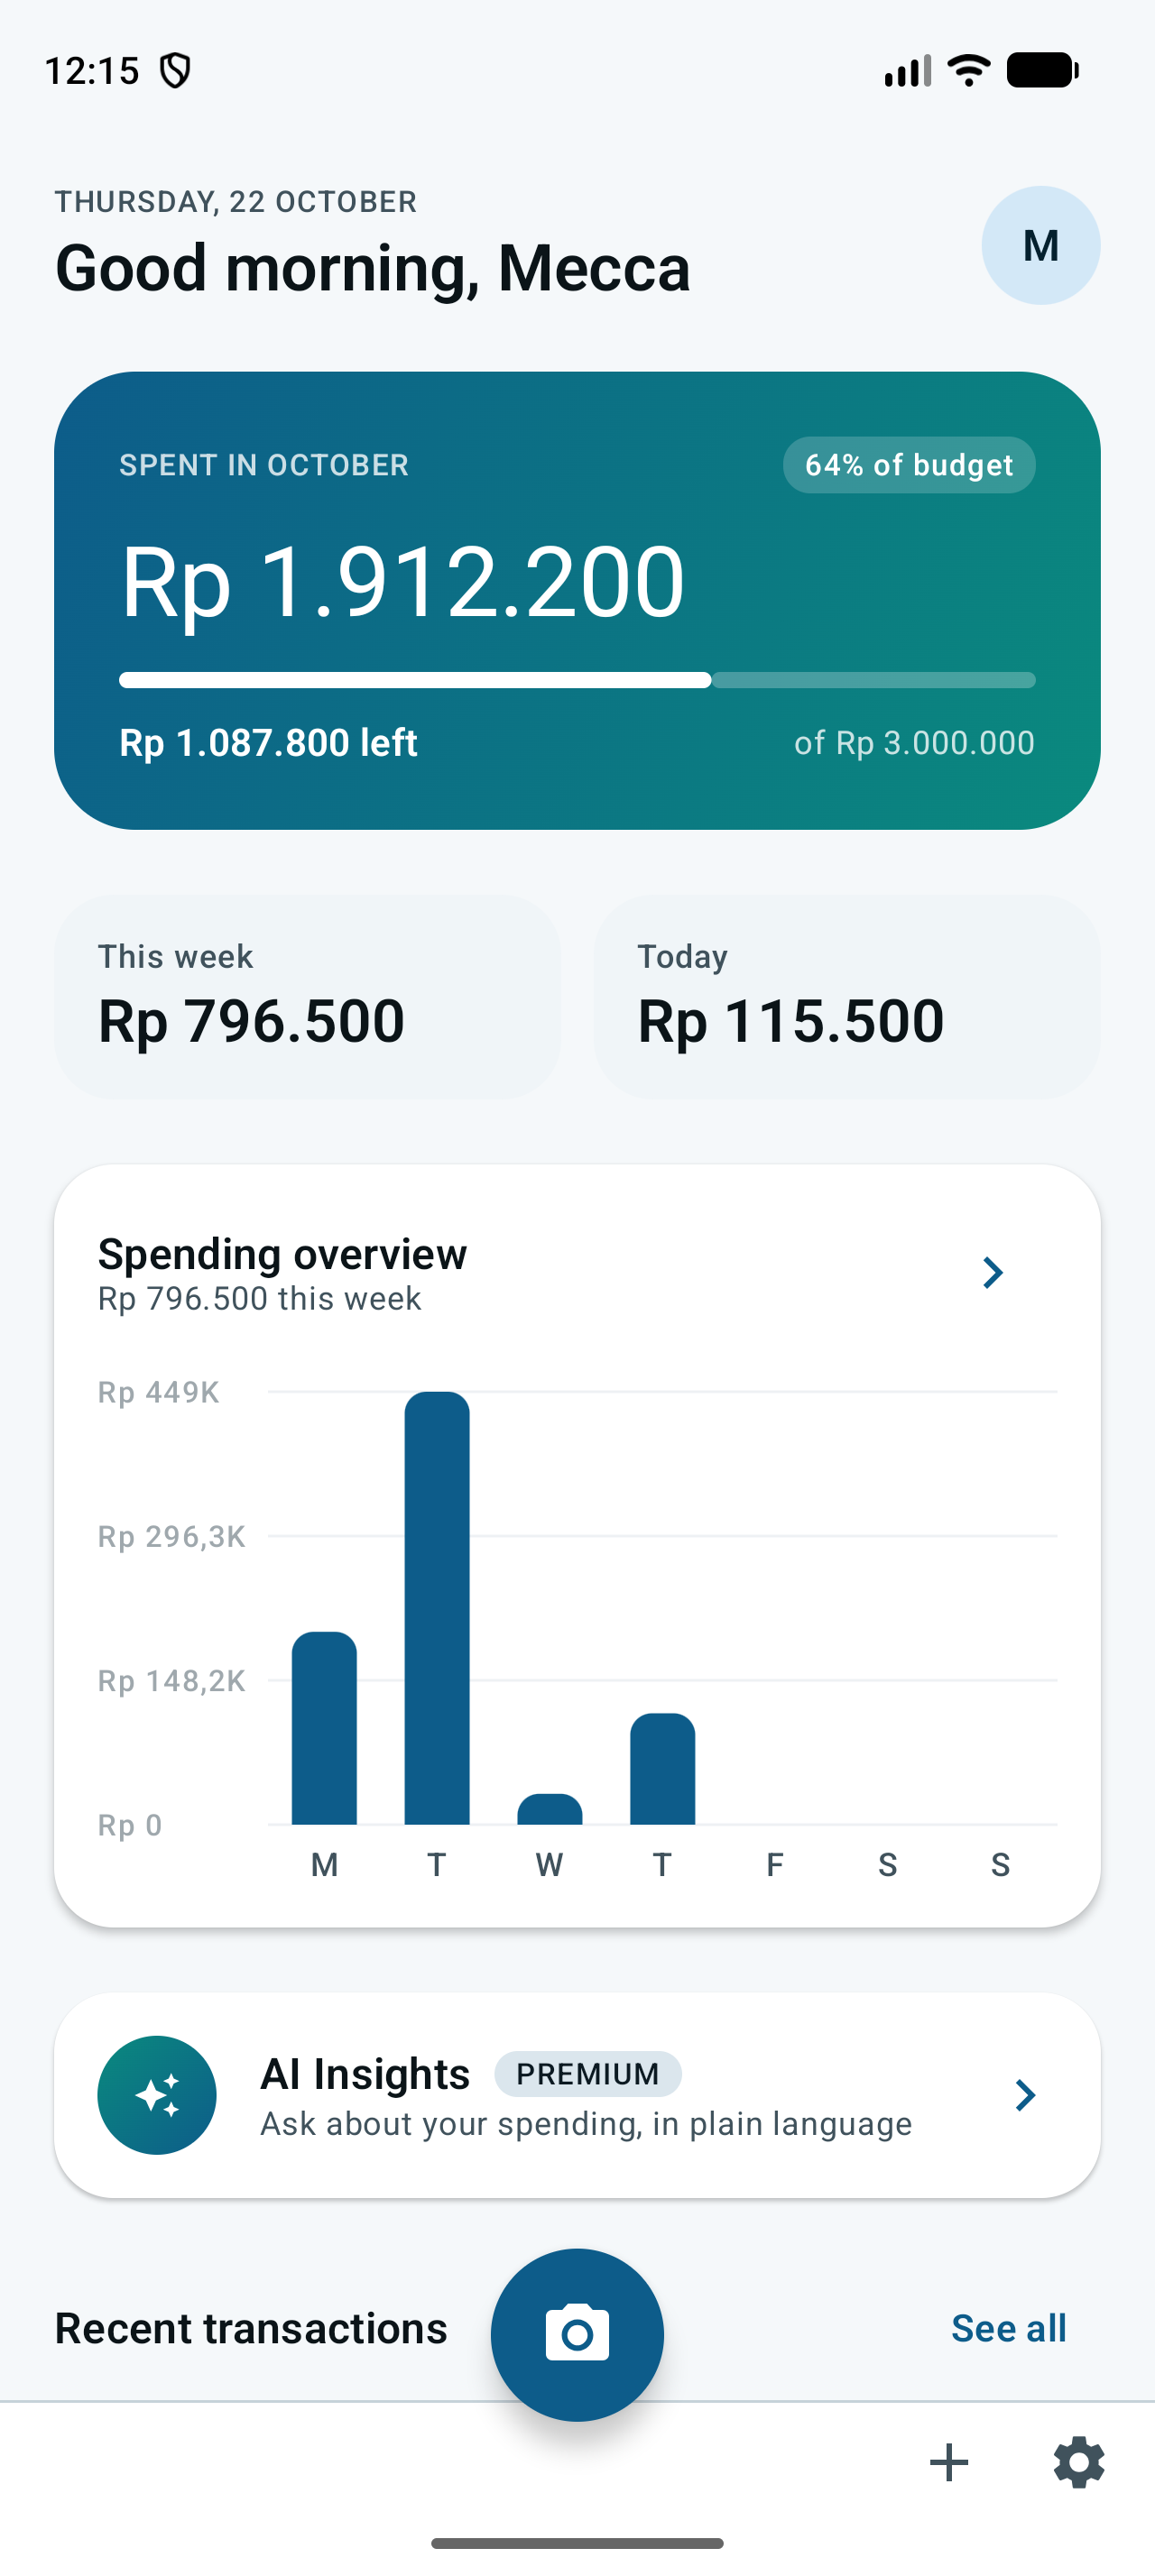 12:15
THURSDAY, 22 OCTOBER
Good morning, Mecca
M
SPENT IN OCTOBER
64% of budget
Rp 1.912.200
Rp 1.087.800 left
of Rp 3.000.000
This week
Rp 796.500
Today
Rp 115.500
Spending overview
Rp 796.500 this week
Rp 449K
Rp 296,3K
Rp 148,2K
Rp 0
M T W T F S S
AI Insights PREMIUM
Ask about your spending, in plain language
Recent transactions
See all